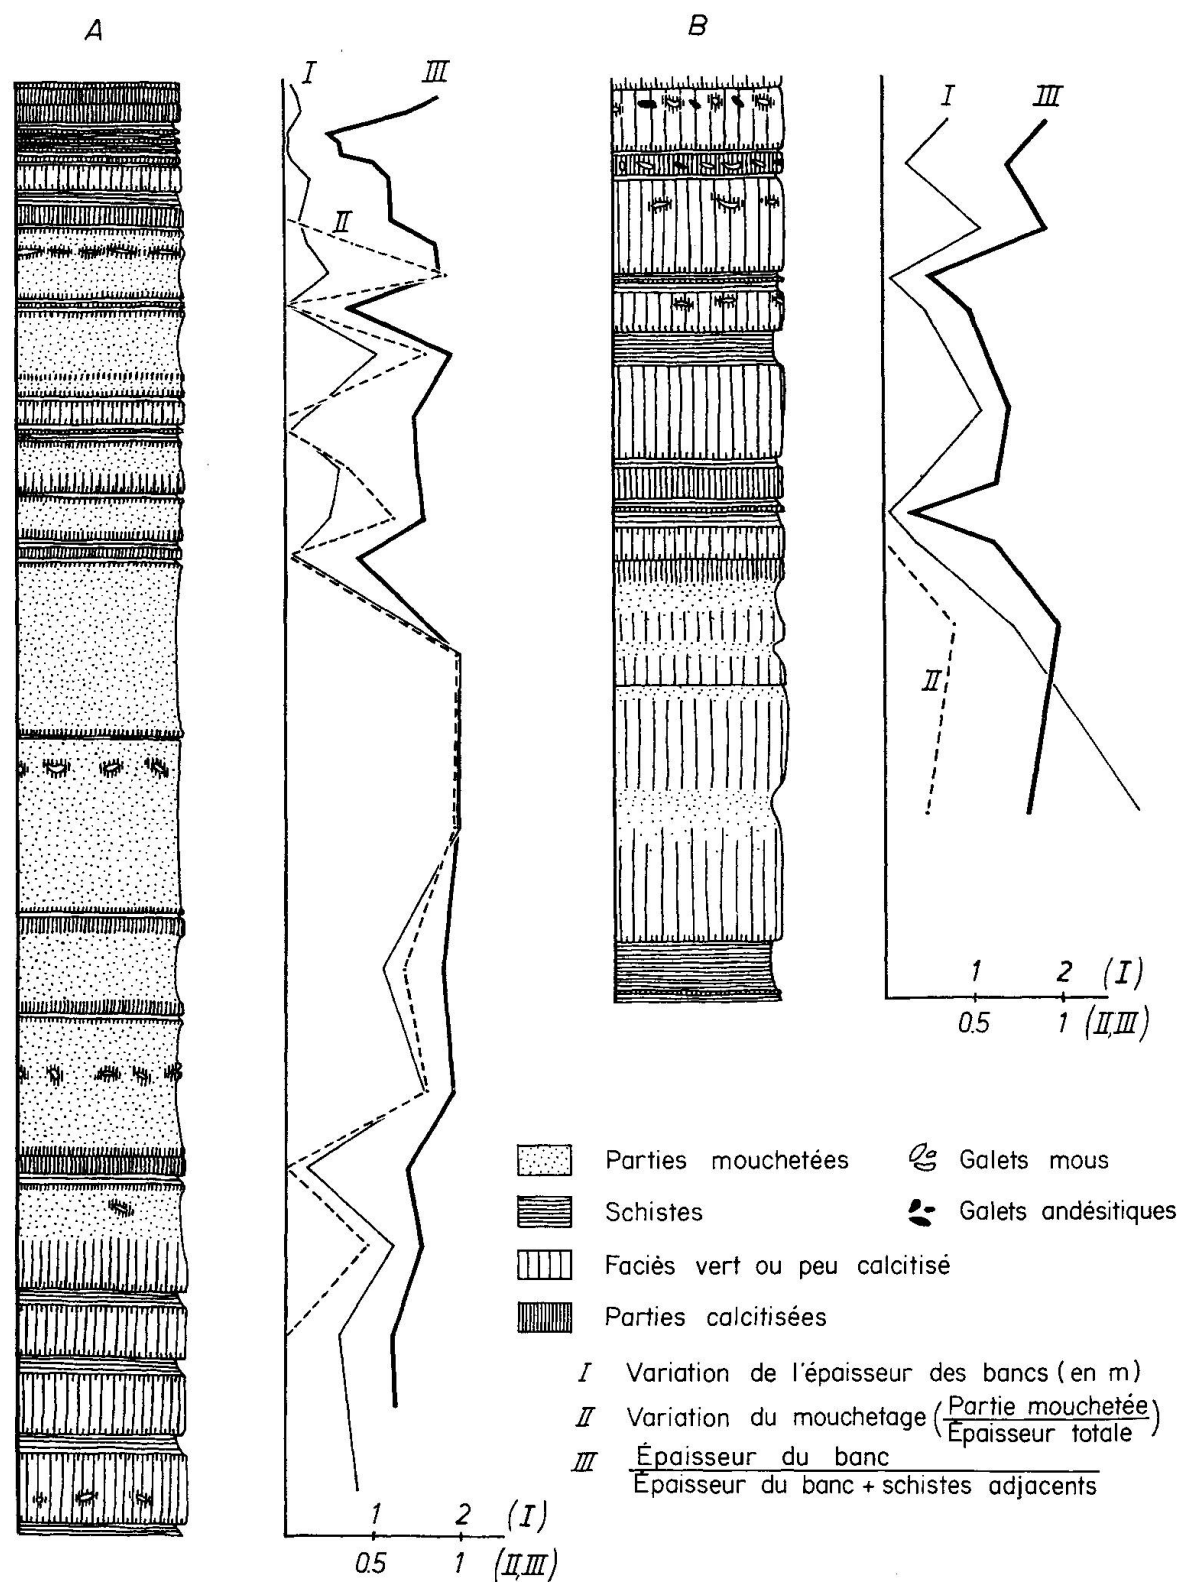 A
B
I
III
II
I
III
II
1
2
(I)
0.5
1
(II,III)
1
2
(I)
0.5
1
(II,III)
Parties mouchetées
Galets mous
Schistes
Galets andésitiques
Faciès vert ou peu calcitisé
Parties calcitisées
I Variation de l'épaisseur des bancs (en m)
II Variation du mouchetage (Partie mouchetée
Épaisseur totale)
III Épaisseur du banc
Épaisseur du banc + schistes adjacents